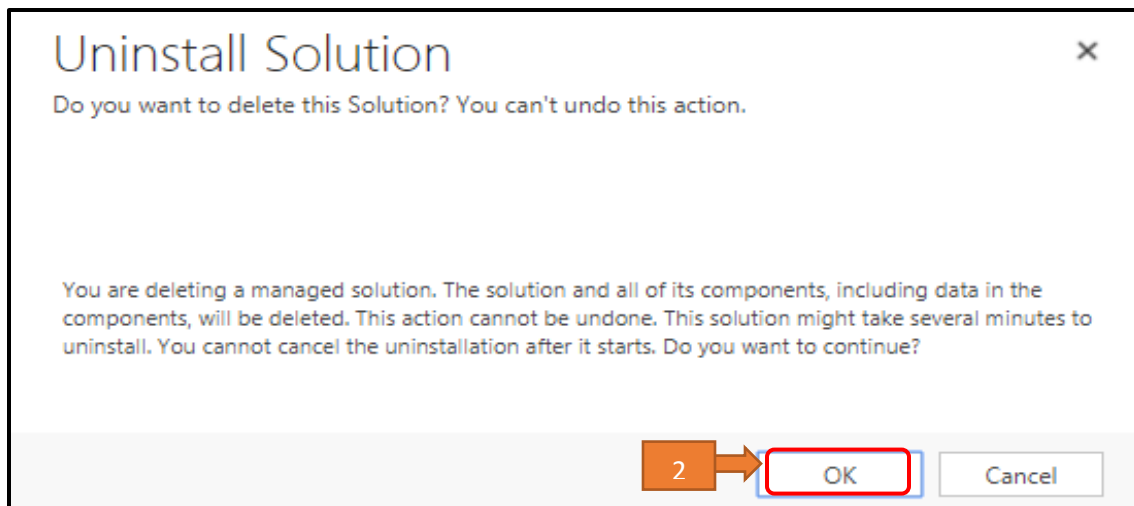 Uninstall Solution
Do you want to delete this Solution? You can't undo this action.
You are deleting a managed solution. The solution and all of its components, including data in the
components, will be deleted. This action cannot be undone. This solution might take several minutes to
uninstall. You cannot cancel the uninstallation after it starts. Do you want to continue?
2
OK
Cancel